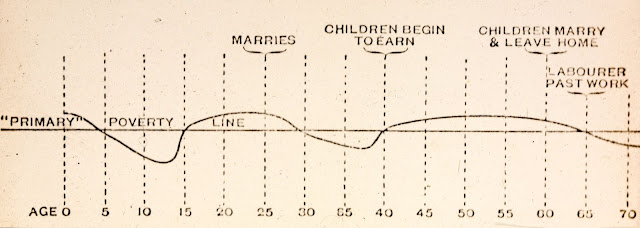 MARRIES
CHILDREN BEGIN
TO EARN
CHILDREN MARRY
& LEAVE HOME
LABOURER
PAST WORK
"PRIMARY" POVERTY LINE
AGE 0 5 10 15 20 25 30 35 40 45 50 55 60 65 70